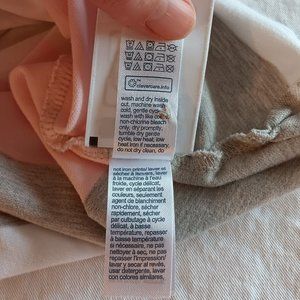 clevercare.info
wash and dry inside
out, machine wash
cold, gentle cycle,
wash with like colors,
non-chlorine bleach
only, dry promptly,
tumble dry gentle
cycle, low heat, low
heat iron if necessary,
do not dry clean, do
not iron prints/ laver et
sécher à l'envers, laver
à la machine à l'eau
froide, cycle délicat,
laver en séparant les
couleurs, seulement
agent de blanchiment
non-chlore, sécher
rapidement, sécher
par culbutage à cycle
délicat, à basse
température, repasser
à basse température
si nécessaire, ne pas
nettoyer à sec, ne pas
repasser l'impression/
lavar y secar al revés,
usar detergente, lavar
con colores similares,